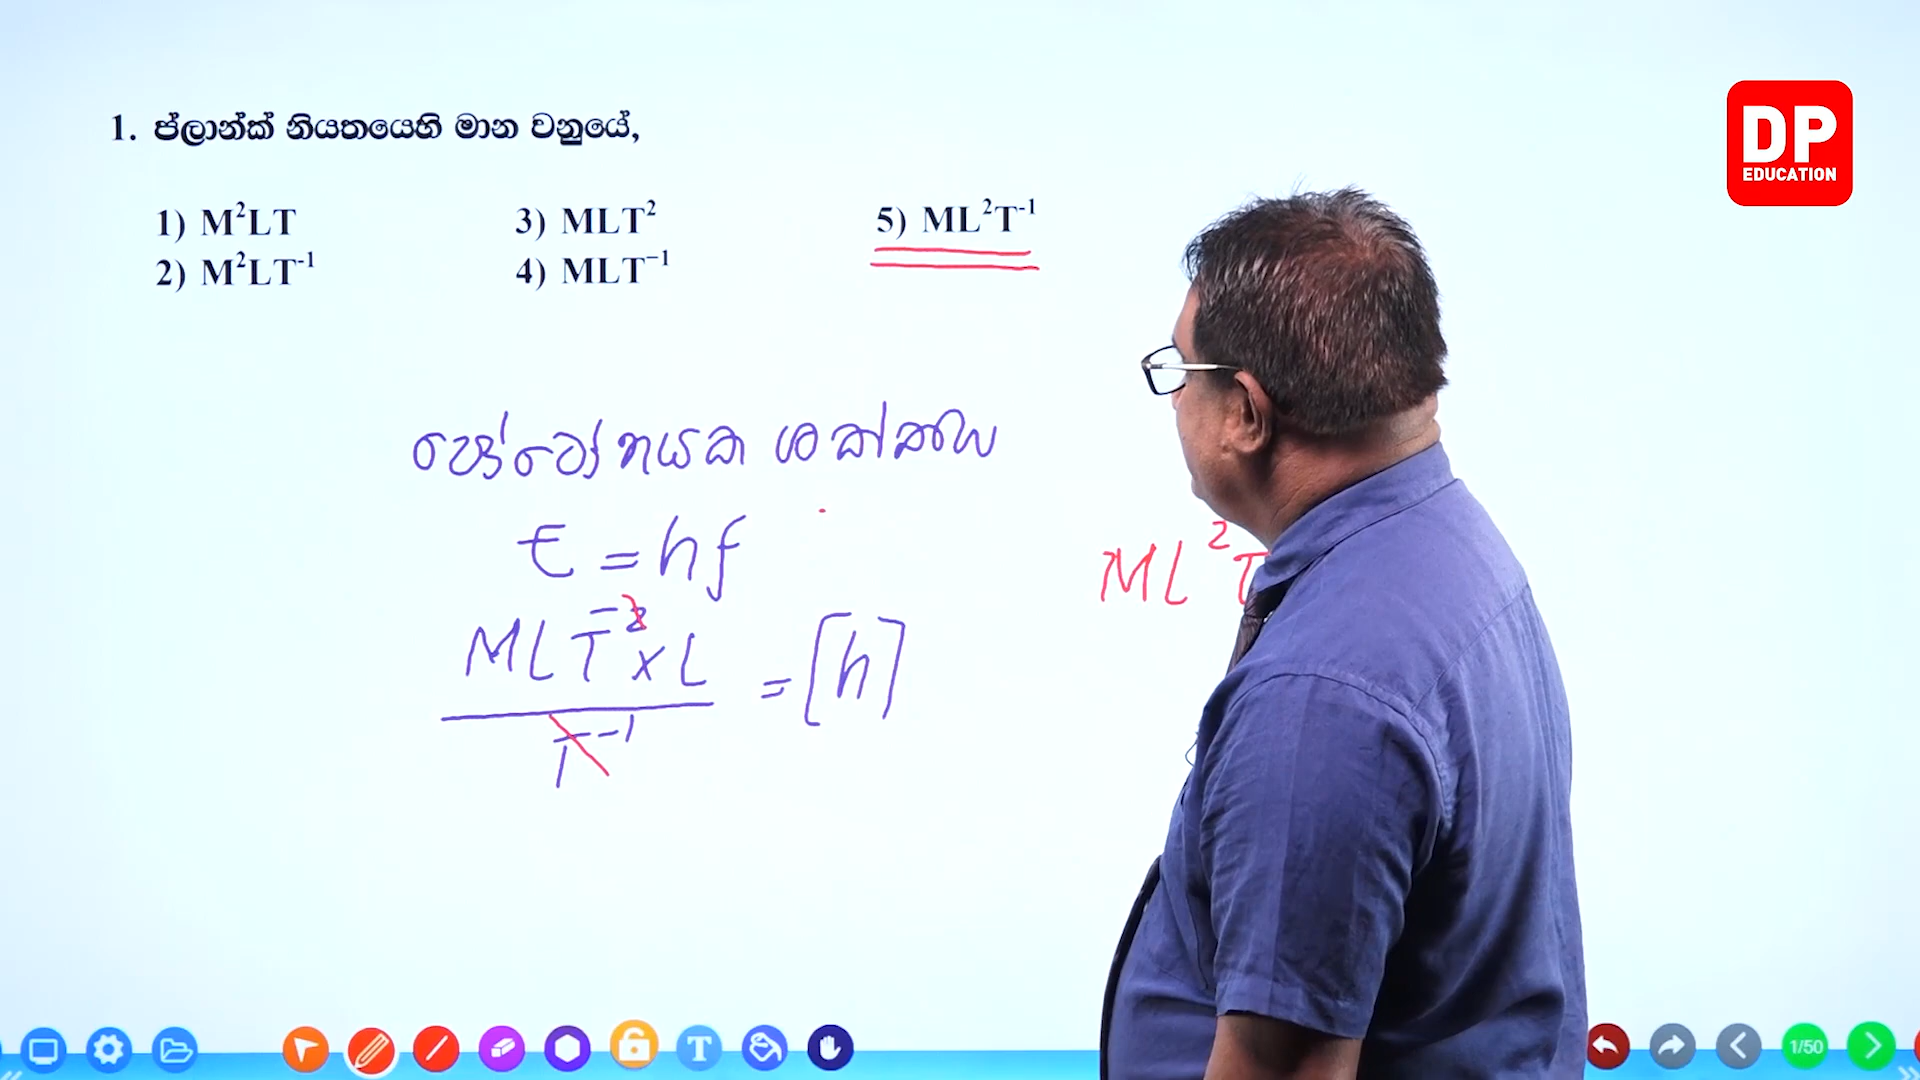 DP
EDUCATION
1. ප්ලාන්ක් නියතයෙහි මාන වනුයේ,
1) M²LT
2) M²LT⁻¹
3) MLT²
4) MLT⁻¹
5) ML²T⁻¹
ෆෝටෝනයක ශක්තිය
E = hf
MLT⁻² x L
= [h]
T⁻¹
ML²T
T
1/50